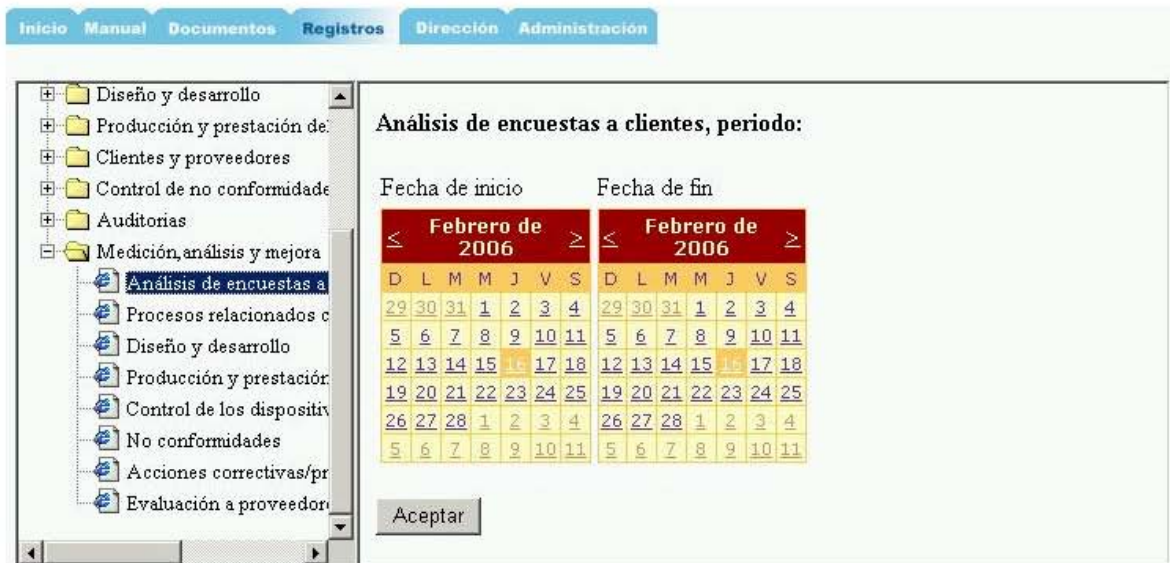 Inicio Manual Documentos Registros Dirección Administración
Diseño y desarrollo
Producción y prestación de
Clientes y proveedores
Control de no conformidade
Auditorias
Medición, análisis y mejora
Análisis de encuestas a
Procesos relacionados c
Diseño y desarrollo
Producción y prestación
Control de los dispositiv
No conformidades
Acciones correctivas/pr
Evaluación a proveedor
Análisis de encuestas a clientes, periodo:
Fecha de inicio
< Febrero de 2006 >
D L M M J V S
29 30 31 1 2 3 4
5 6 7 8 9 10 11
12 13 14 15 16 17 18
19 20 21 22 23 24 25
26 27 28 1 2 3 4
5 6 7 8 9 10 11
Fecha de fin
< Febrero de 2006 >
D L M M J V S
29 30 31 1 2 3 4
5 6 7 8 9 10 11
12 13 14 15 16 17 18
19 20 21 22 23 24 25
26 27 28 1 2 3 4
5 6 7 8 9 10 11
Aceptar